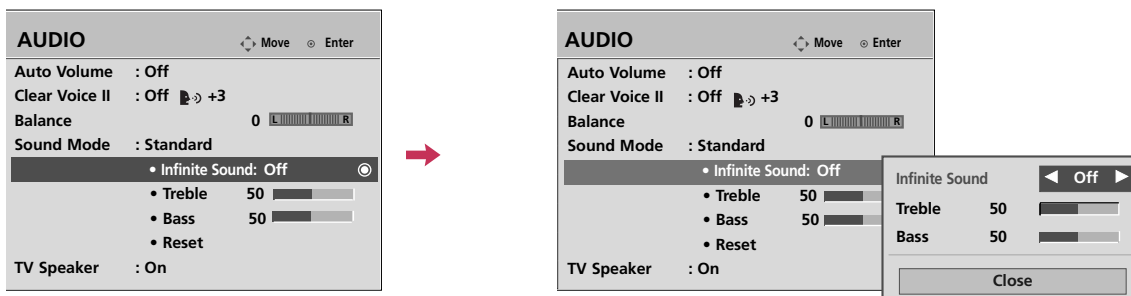 AUDIO Move Enter
Auto Volume : Off
Clear Voice II : Off +3
Balance 0 L R
Sound Mode : Standard
• Infinite Sound: Off
• Treble 50
• Bass 50
• Reset
TV Speaker : On
AUDIO Move Enter
Auto Volume : Off
Clear Voice II : Off +3
Balance 0 L R
Sound Mode : Standard
• Infinite Sound: Off
• Treble 50
• Bass 50
• Reset
TV Speaker : On
Infinite Sound ◀ Off ▶
Treble 50
Bass 50
Close